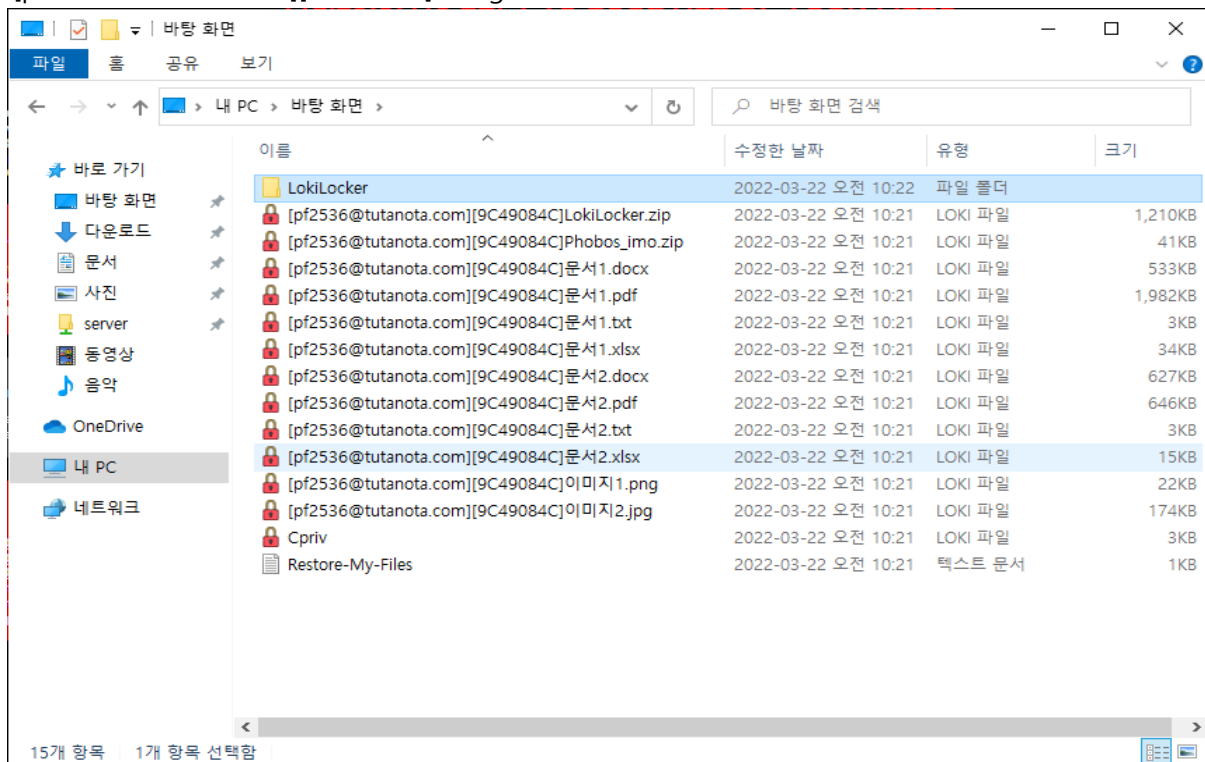 바탕 화면
파일 홈 공유 보기
내 PC > 바탕 화면 > 바탕 화면 검색
이름 수정한 날짜 유형 크기
바로 가기
바탕 화면
다운로드
문서
사진
server
동영상
음악
OneDrive
내 PC
네트워크
LokiLocker 2022-03-22 오전 10:22 파일 폴더
[pf2536@tutanota.com][9C49084C]LokiLocker.zip 2022-03-22 오전 10:21 LOKI 파일 1,210KB
[pf2536@tutanota.com][9C49084C]Phobos_imo.zip 2022-03-22 오전 10:21 LOKI 파일 41KB
[pf2536@tutanota.com][9C49084C]문서1.docx 2022-03-22 오전 10:21 LOKI 파일 533KB
[pf2536@tutanota.com][9C49084C]문서1.pdf 2022-03-22 오전 10:21 LOKI 파일 1,982KB
[pf2536@tutanota.com][9C49084C]문서1.txt 2022-03-22 오전 10:21 LOKI 파일 3KB
[pf2536@tutanota.com][9C49084C]문서1.xlsx 2022-03-22 오전 10:21 LOKI 파일 34KB
[pf2536@tutanota.com][9C49084C]문서2.docx 2022-03-22 오전 10:21 LOKI 파일 627KB
[pf2536@tutanota.com][9C49084C]문서2.pdf 2022-03-22 오전 10:21 LOKI 파일 646KB
[pf2536@tutanota.com][9C49084C]문서2.txt 2022-03-22 오전 10:21 LOKI 파일 3KB
[pf2536@tutanota.com][9C49084C]문서2.xlsx 2022-03-22 오전 10:21 LOKI 파일 15KB
[pf2536@tutanota.com][9C49084C]이미지1.png 2022-03-22 오전 10:21 LOKI 파일 22KB
[pf2536@tutanota.com][9C49084C]이미지2.jpg 2022-03-22 오전 10:21 LOKI 파일 174KB
Cpriv 2022-03-22 오전 10:21 LOKI 파일 3KB
Restore-My-Files 2022-03-22 오전 10:21 텍스트 문서 1KB
15개 항목 1개 항목 선택함